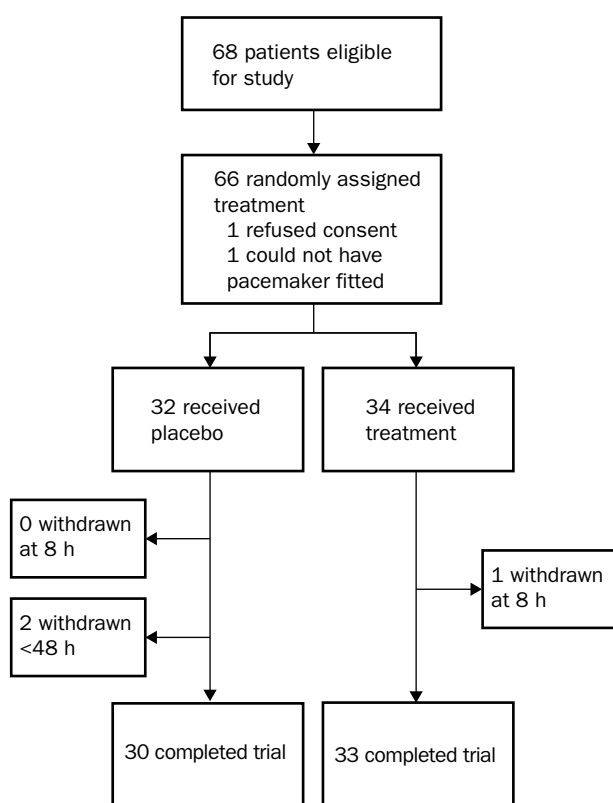 68 patients eligible
for study
66 randomly assigned
treatment
1 refused consent
1 could not have
pacemaker fitted
32 received
placebo
34 received
treatment
0 withdrawn
at 8 h
1 withdrawn
at 8 h
2 withdrawn
<48 h
30 completed trial
33 completed trial